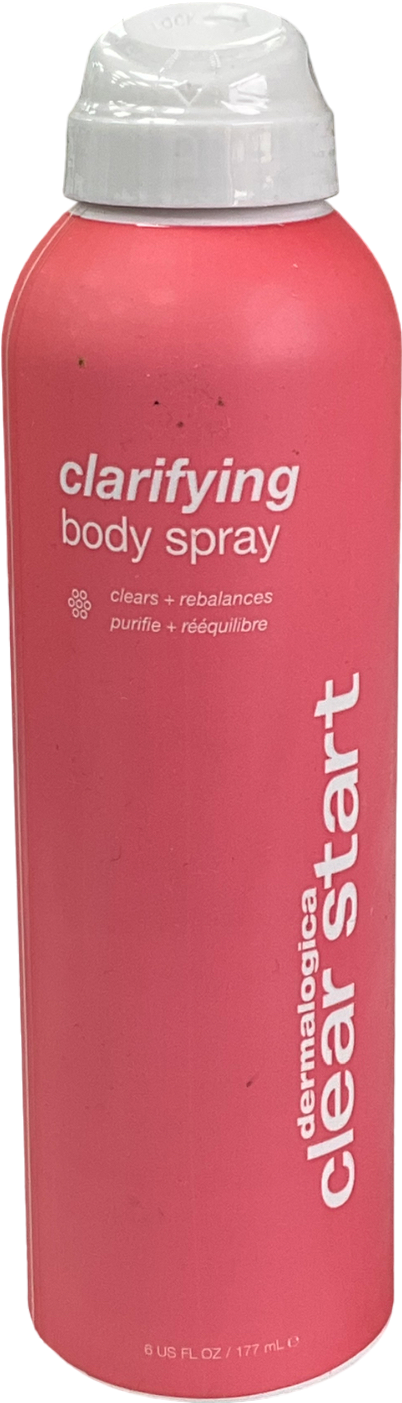 clarifying
body spray
clears + rebalances
purifie + rééquilibre
dermalogica
clear start
6 US FL OZ / 177 mL ℮